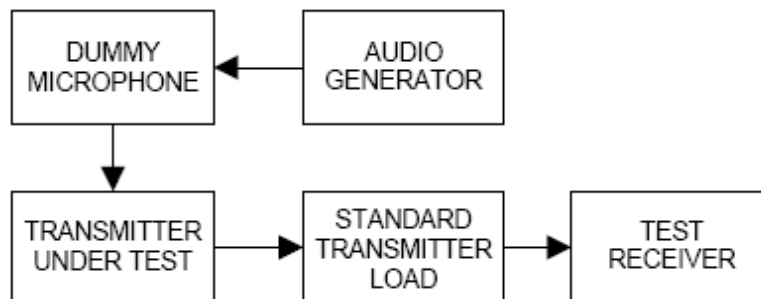 DUMMY
MICROPHONE
AUDIO
GENERATOR
TRANSMITTER
UNDER TEST
STANDARD
TRANSMITTER
LOAD
TEST
RECEIVER